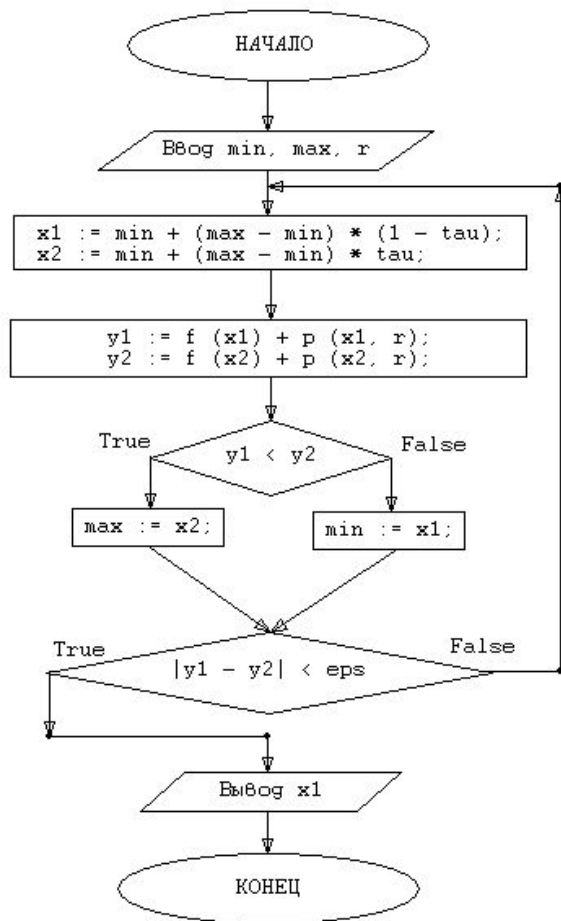 НАЧАЛО
Ввод min, max, r
x1 := min + (max - min) * (1 - tau);
x2 := min + (max - min) * tau;
y1 := f (x1) + p (x1, r);
y2 := f (x2) + p (x2, r);
True
False
y1 < y2
max := x2;
min := x1;
True
False
|y1 - y2| < eps
Вывод x1
КОНЕЦ